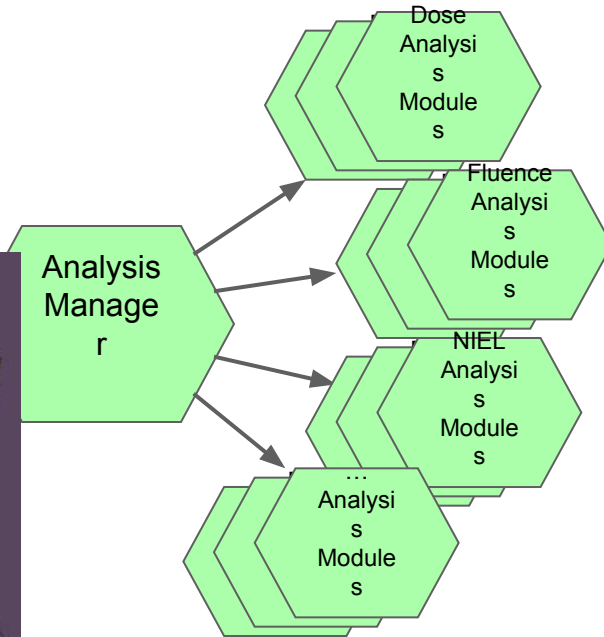 Dose
Analysi
s
Module
s
Fluence
Analysi
s
Module
s
Analysis
Manage
r
NIEL
Analysi
s
Module
s
...
Analysi
s
Module
s